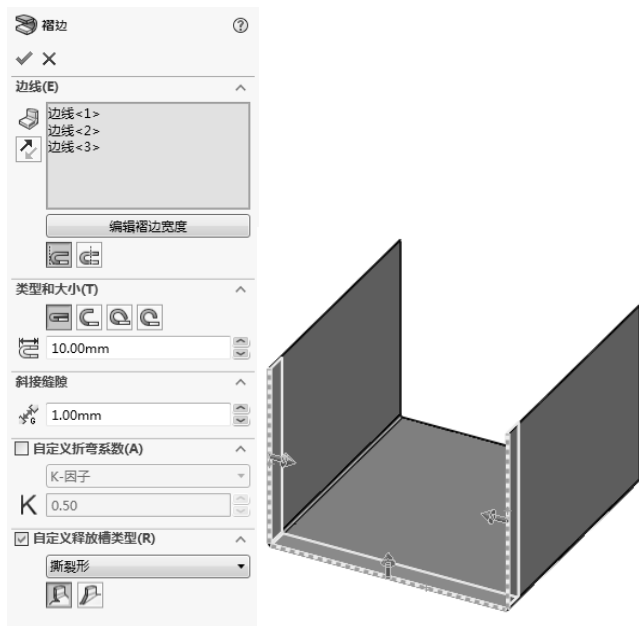 褶边
边线(E)
边线<1>
边线<2>
边线<3>
编辑褶边宽度
类型和大小(T)
10.00mm
斜接缝隙
G
1.00mm
自定义折弯系数(A)
K-因子
K
0.50
自定义释放槽类型(R)
撕裂形